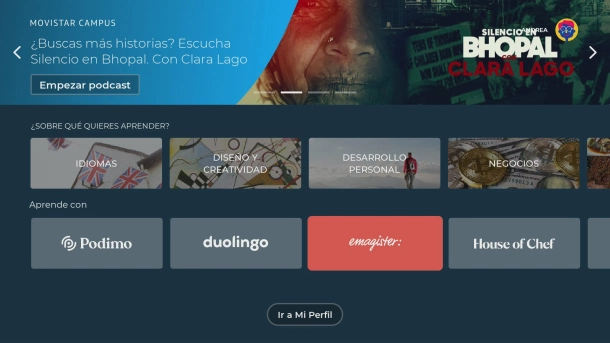 MOVISTAR CAMPUS
¿Buscas más historias? Escucha
Silencio en Bhopal. Con Clara Lago
Empezar podcast
ANDREA
SILENCIO EN
BHOPAL
CLARA LAGO
¿SOBRE QUÉ QUIERES APRENDER?
IDIOMAS
DISEÑO Y
CREATIVIDAD
DESARROLLO
PERSONAL
NEGOCIOS
Aprende con
Podimo
duolingo
emagister:
House of Chef
Ir a Mi Perfil